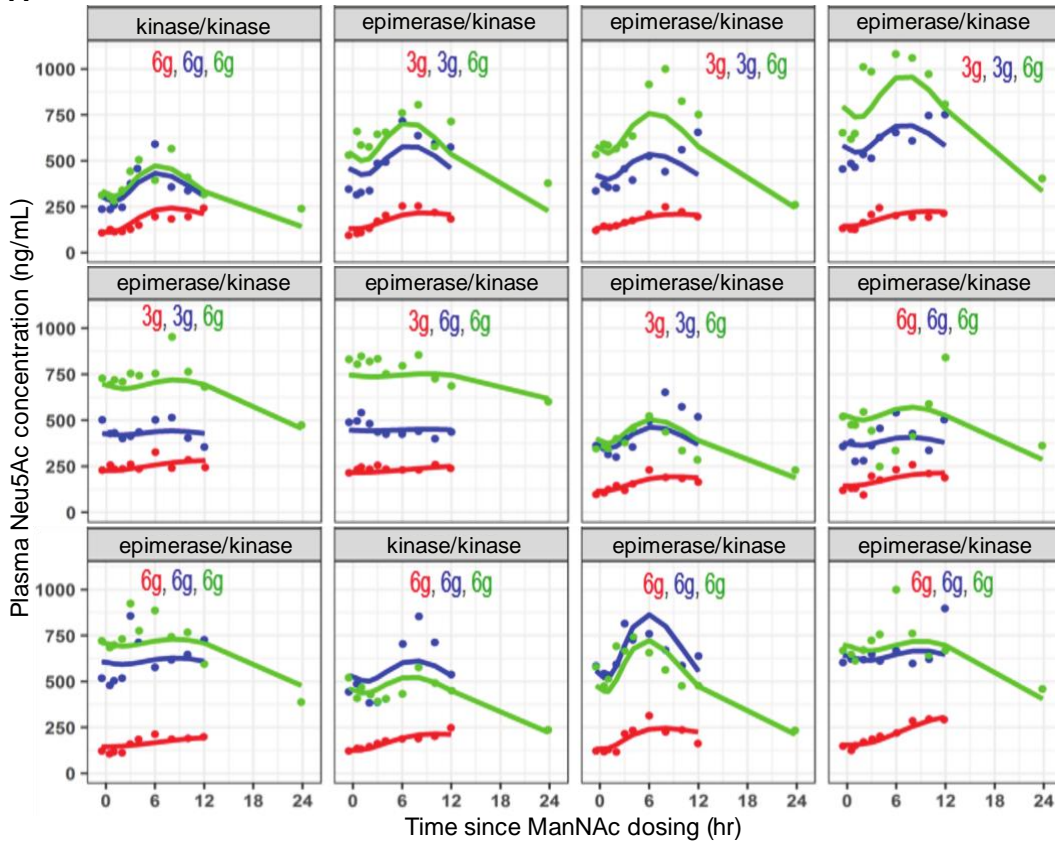 kinase/kinase epimerase/kinase epimerase/kinase epimerase/kinase
6g, 6g, 6g 3g, 3g, 6g 3g, 3g, 6g 3g, 3g, 6g
1000
750
500
250
0
epimerase/kinase epimerase/kinase epimerase/kinase epimerase/kinase
3g, 3g, 6g 3g, 6g, 6g 3g, 3g, 6g 6g, 6g, 6g
1000
750
500
250
0
epimerase/kinase kinase/kinase epimerase/kinase epimerase/kinase
6g, 6g, 6g 6g, 6g, 6g 6g, 6g, 6g 6g, 6g, 6g
1000
750
500
250
0
0 6 12 18 24 0 6 12 18 24 0 6 12 18 24 0 6 12 18 24
Time since ManNAc dosing (hr)
Plasma Neu5Ac concentration (ng/mL)